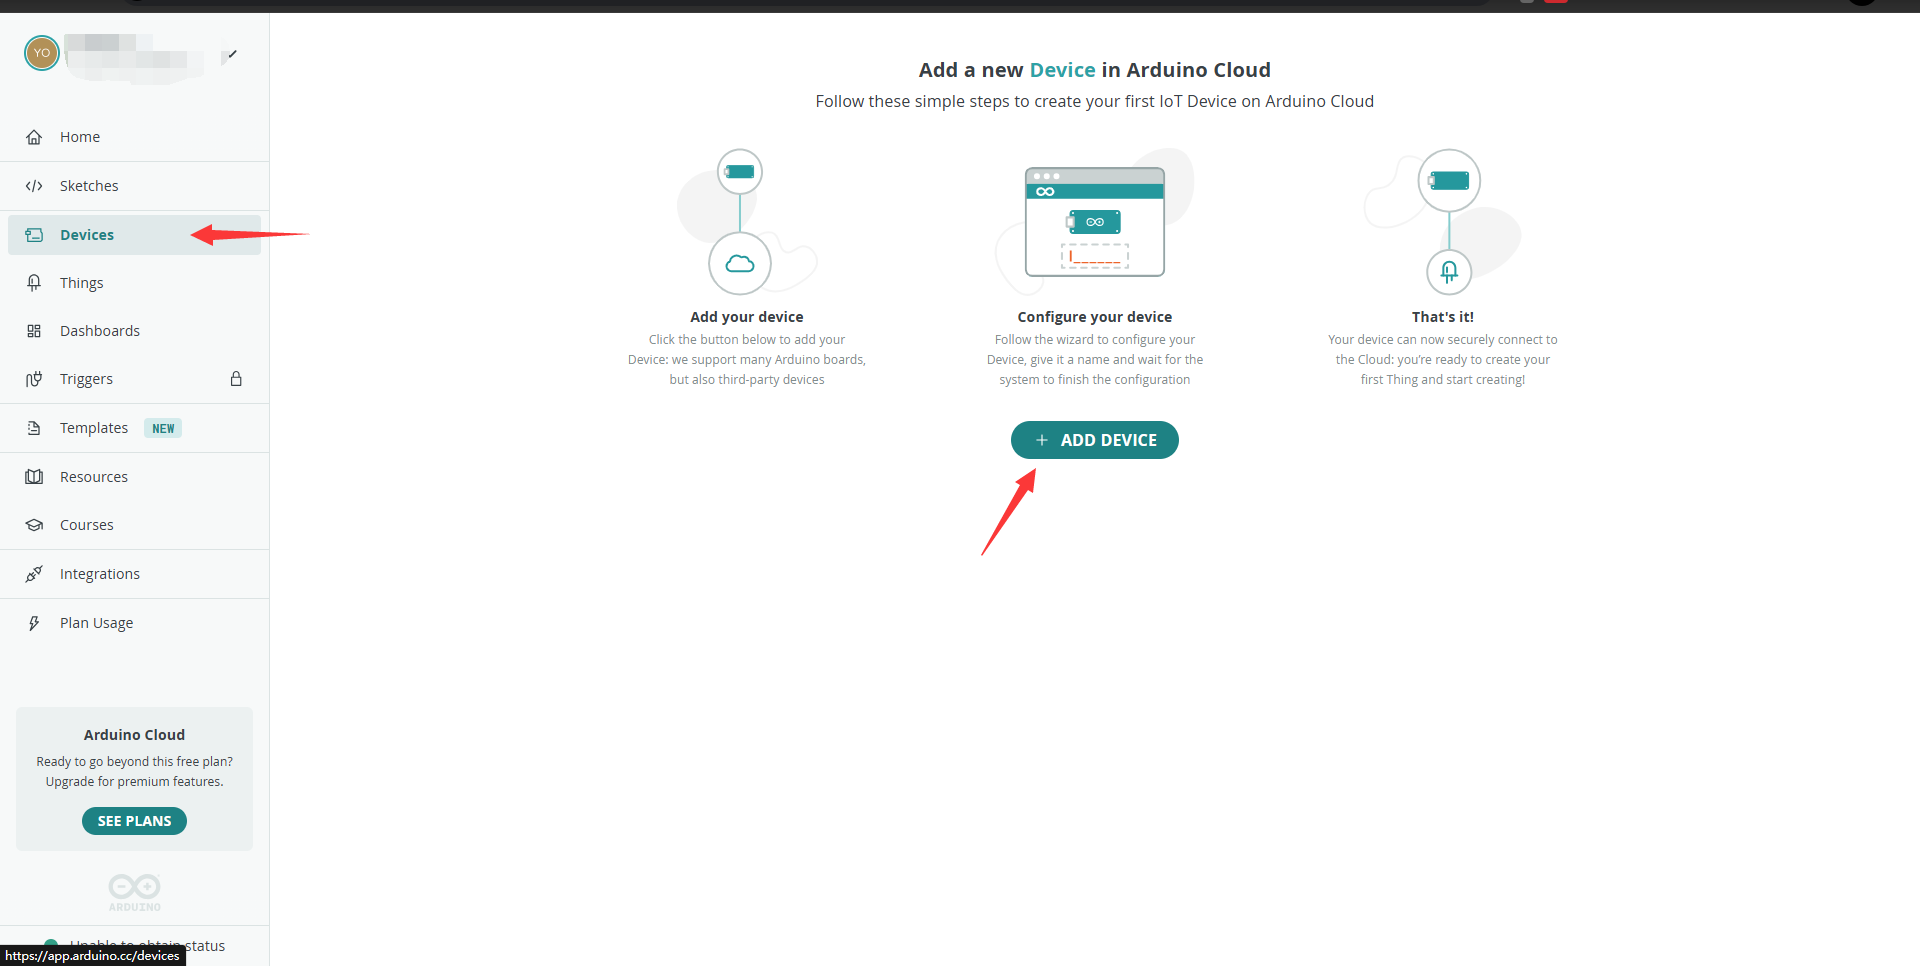 YO
Home
Sketches
Devices
Things
Dashboards
Triggers
Templates NEW
Resources
Courses
Integrations
Plan Usage
Arduino Cloud
Ready to go beyond this free plan?
Upgrade for premium features.
SEE PLANS
ARDUINO
Unable to obtain status
https://app.arduino.cc/devices
Add a new Device in Arduino Cloud
Follow these simple steps to create your first IoT Device on Arduino Cloud
Add your device
Click the button below to add your
Device: we support many Arduino boards,
but also third-party devices
Configure your device
Follow the wizard to configure your
Device, give it a name and wait for the
system to finish the configuration
That's it!
Your device can now securely connect to
the Cloud: you’re ready to create your
first Thing and start creating!
+ ADD DEVICE